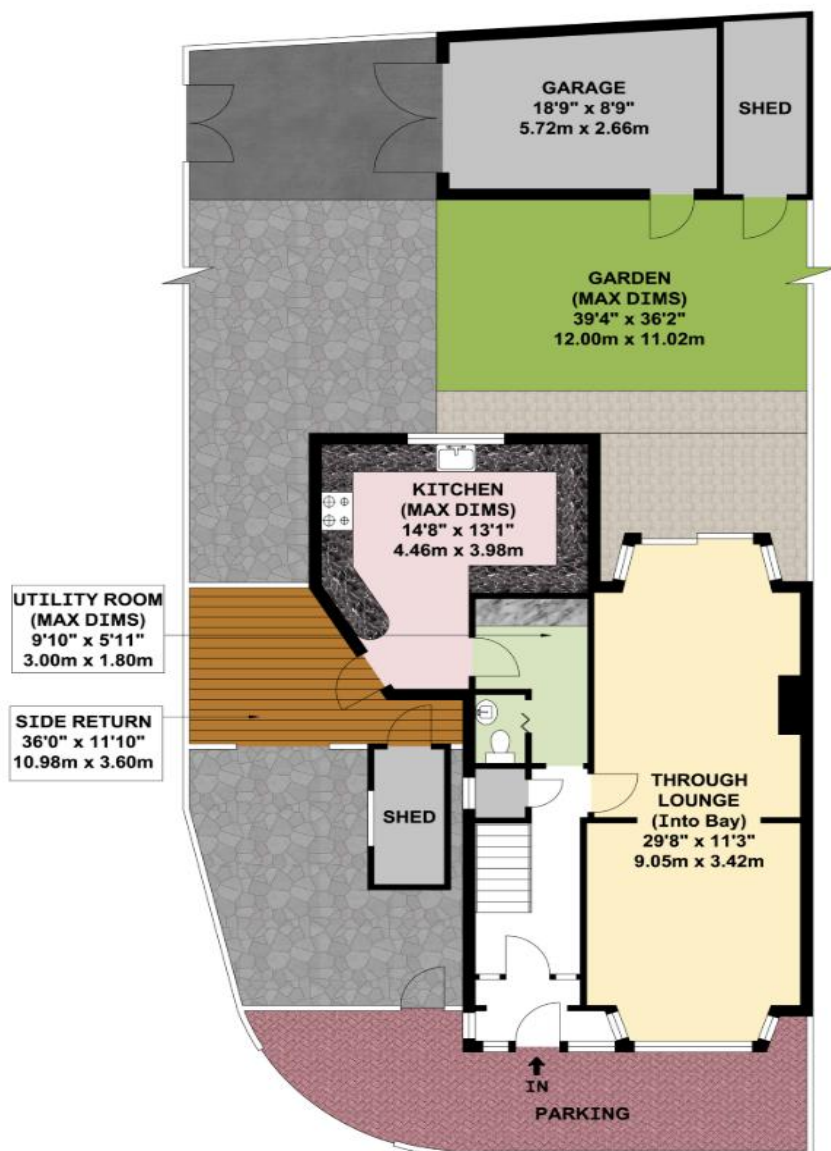 GARAGE
18'9" x 8'9"
5.72m x 2.66m
SHED
GARDEN
(MAX DIMS)
39'4" x 36'2"
12.00m x 11.02m
KITCHEN
(MAX DIMS)
14'8" x 13'1"
4.46m x 3.98m
UTILITY ROOM
(MAX DIMS)
9'10" x 5'11"
3.00m x 1.80m
SIDE RETURN
36'0" x 11'10"
10.98m x 3.60m
SHED
THROUGH
LOUNGE
(Into Bay)
29'8" x 11'3"
9.05m x 3.42m
IN
PARKING